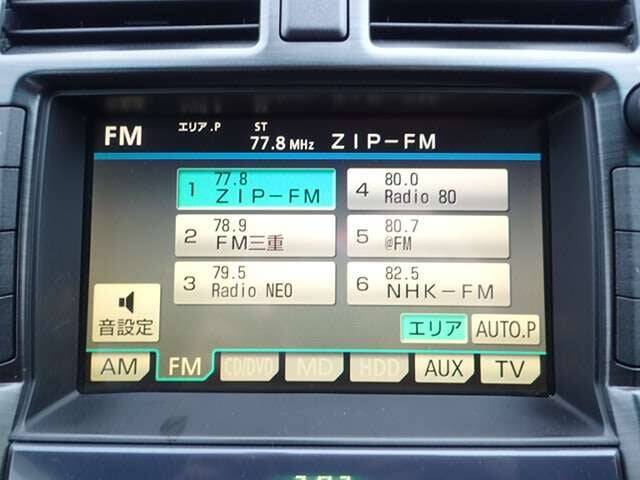 FM エリア.P ST 77.8 MHz ZIP-FM
1 77.8 ZIP-FM
4 80.0 Radio 80
2 78.9 FM三重
5 80.7 @FM
3 79.5 Radio NEO
6 82.5 NHK-FM
音設定
エリア AUTO.P
AM FM CD/DVD MD HDD AUX TV